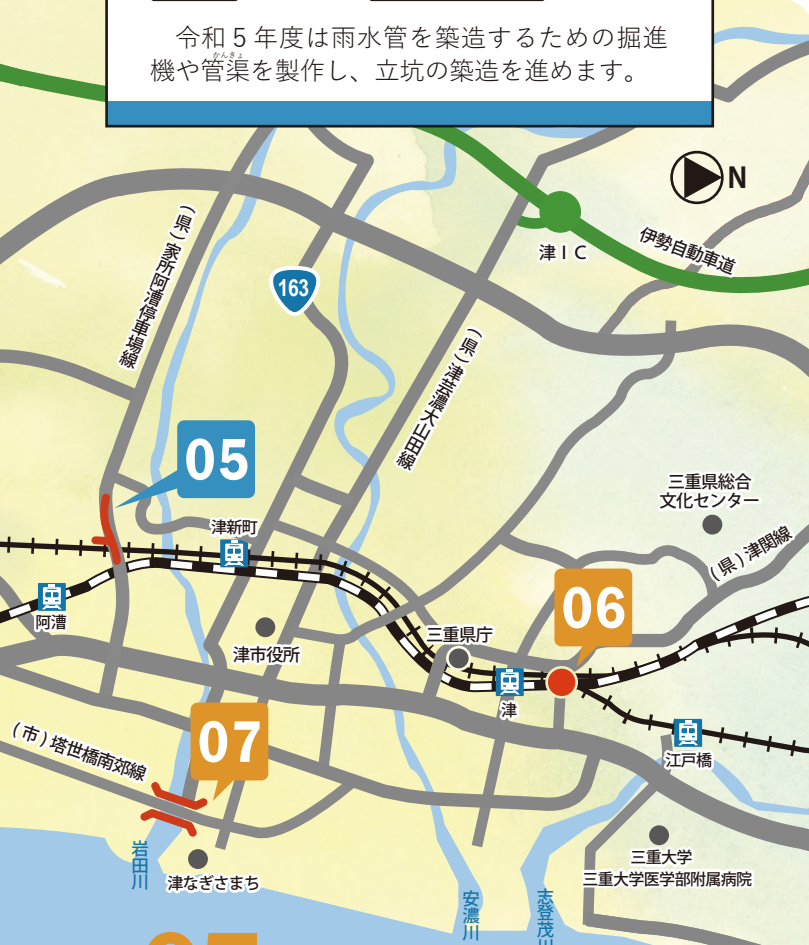 令和5年度は雨水管を築造するための掘進
かんきょ
機や管渠を製作し、立坑の築造を進めます。
N
津IC
伊勢自動車道
(県)家所阿漕停車場線
163
(県)津芸濃大山田線
05
三重県総合
文化センター
津新町
(県)津関線
06
阿漕
三重県庁
津市役所
津
07
(市)塔世橋南郊線
江戸橋
岩田川
津なぎさまち
三重大学
三重大学医学部附属病院
安濃川
志登茂川